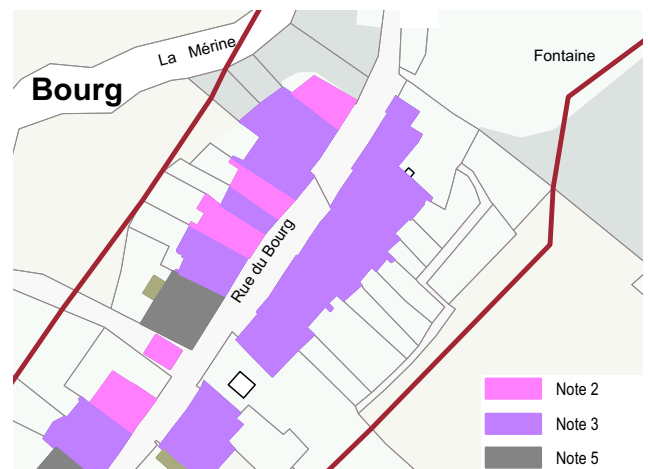 La Mérine
Fontaine
Bourg
Rue du Bourg
Note 2
Note 3
Note 5